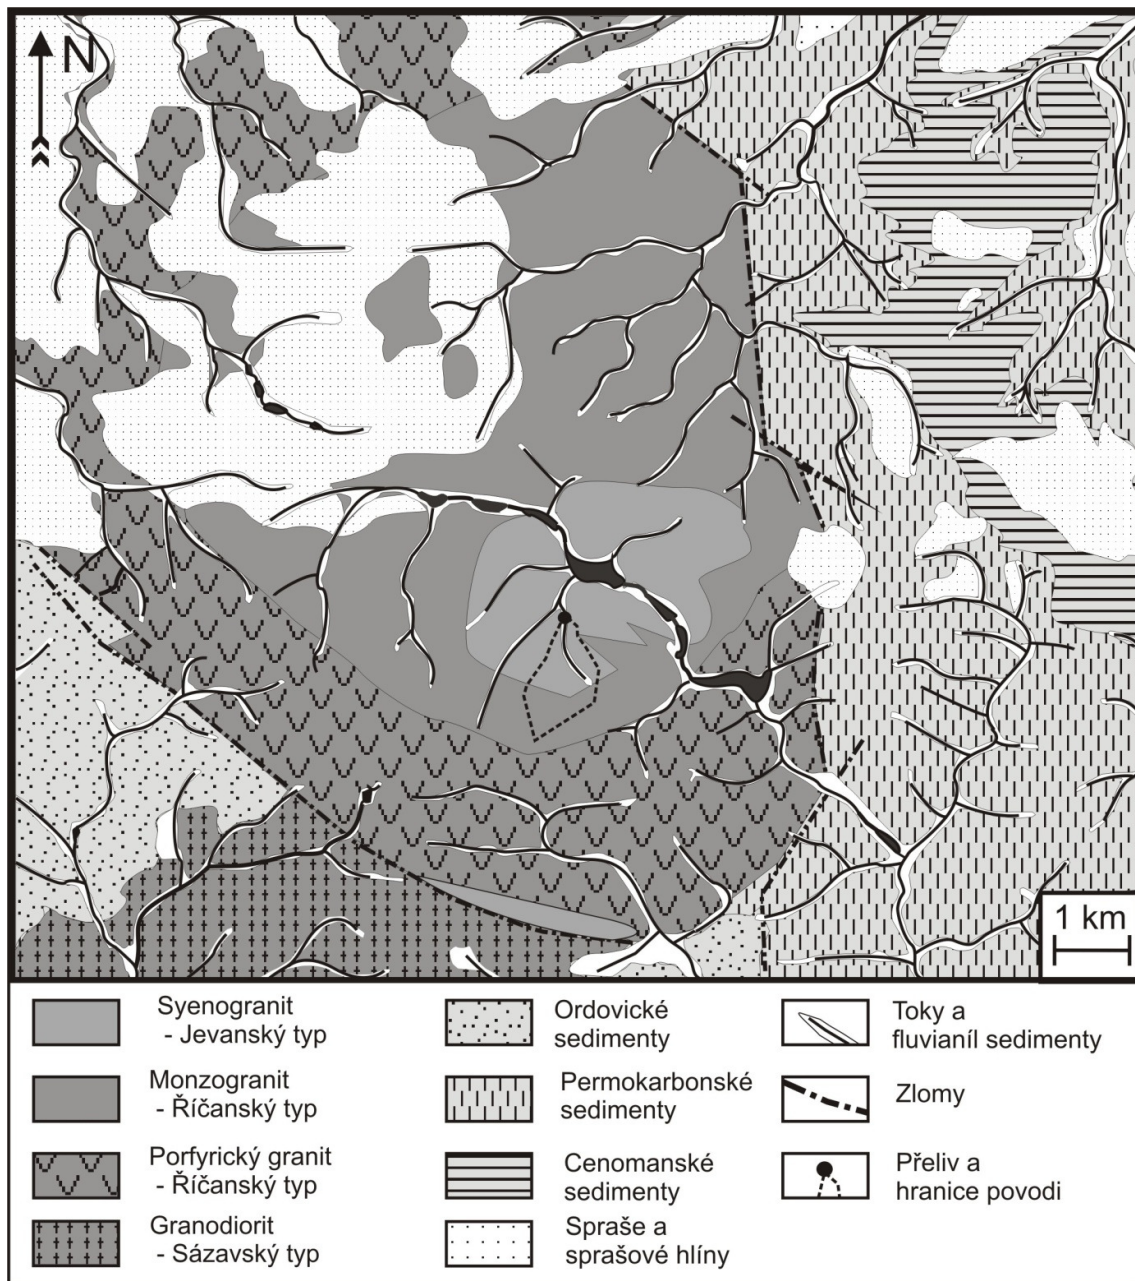 N
1 km
Syenogranit
- Jevanský typ
Monzogranit
- Říčanský typ
Porfyrický granit
- Říčanský typ
Granodiorit
- Sázavský typ
Ordovické
sedimenty
Permokarbonské
sedimenty
Cenomanské
sedimenty
Spraše a
sprašové hlíny
Toky a
fluvianíl sedimenty
Zlomy
Přeliv a
hranice povodi